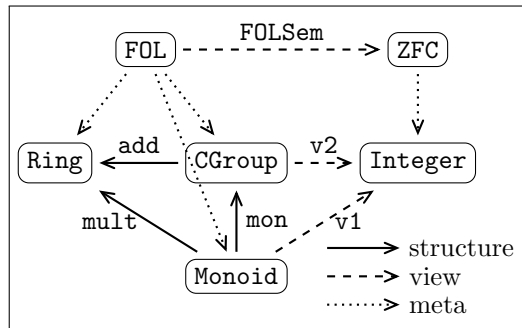 FOLSem
FOL ZFC
add v2
Ring CGroup Integer
mult mon v1
Monoid
structure
view
meta